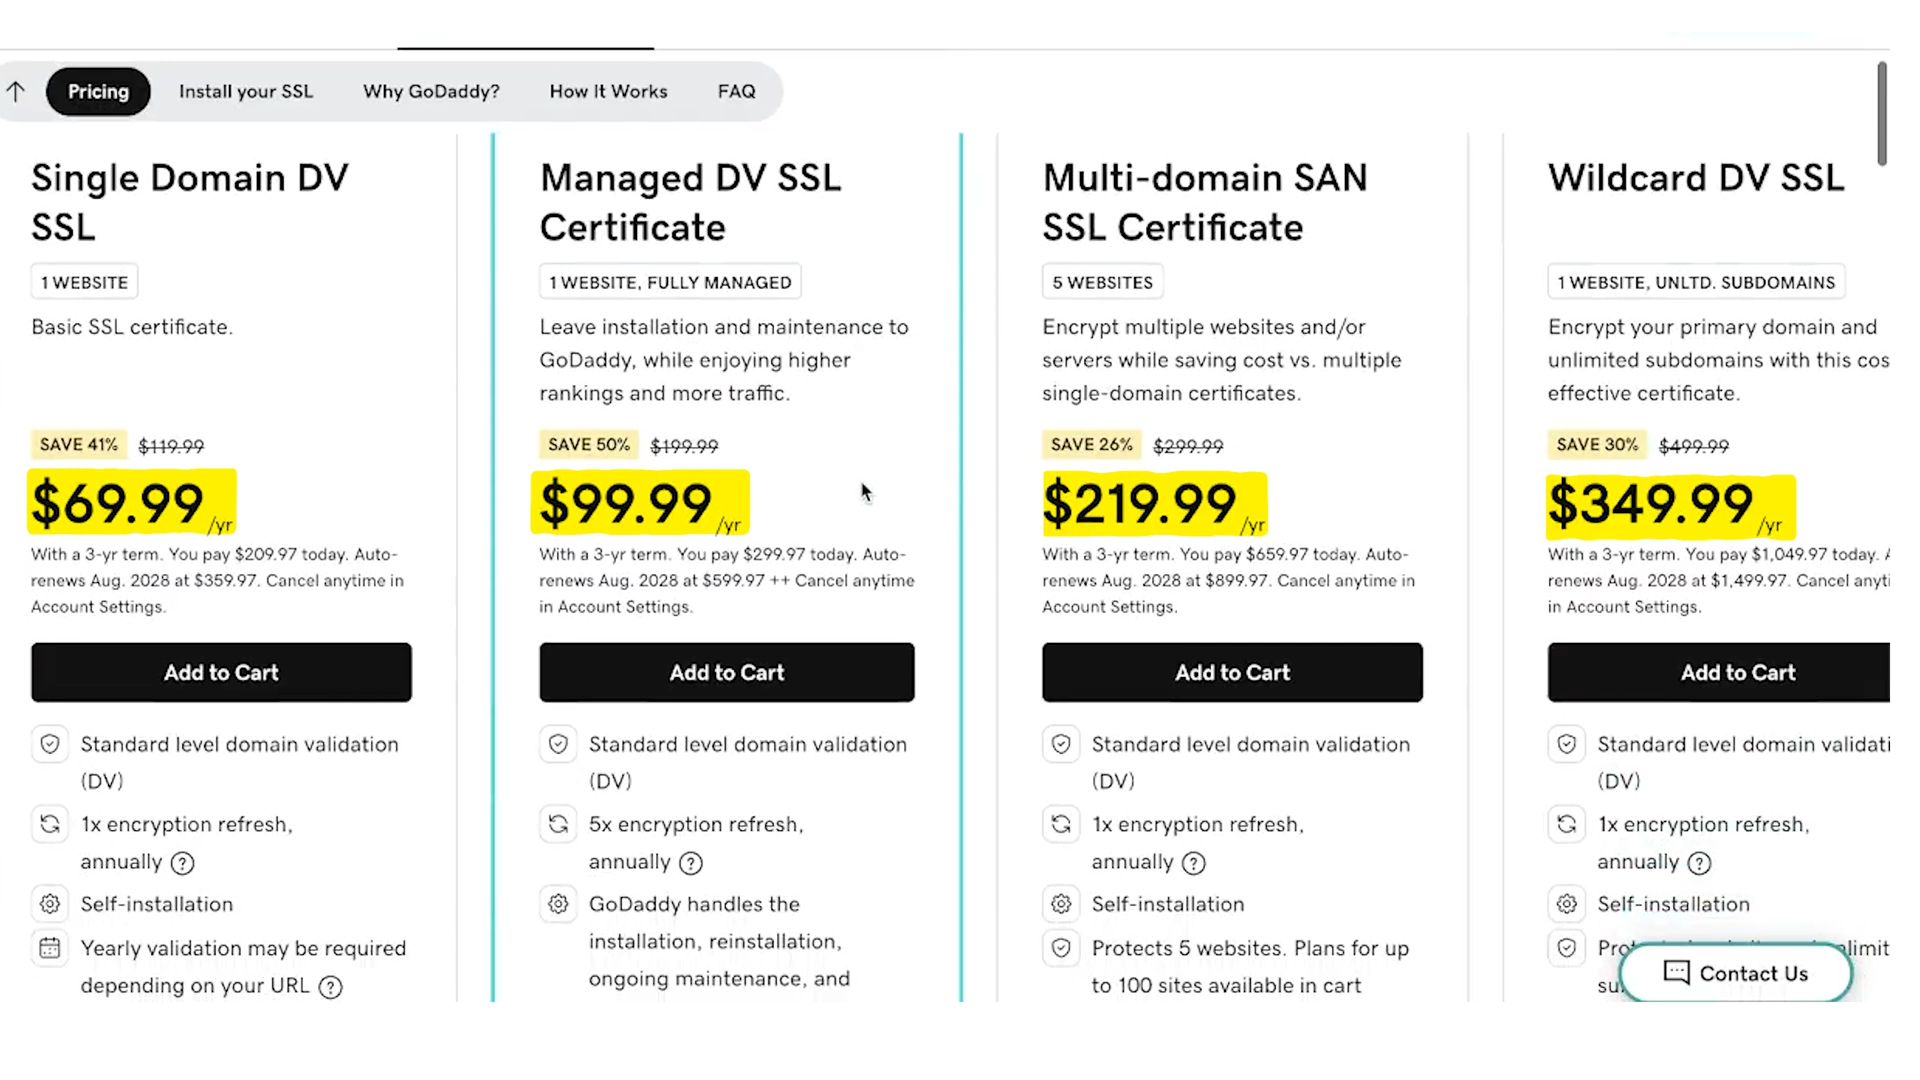 Pricing
Install your SSL
Why GoDaddy?
How It Works
FAQ
Single Domain DV
SSL
1 WEBSITE
Basic SSL certificate.
SAVE 41% $119.99
$69.99/yr
With a 3-yr term. You pay $209.97 today. Auto-
renews Aug. 2028 at $359.97. Cancel anytime in
Account Settings.
Add to Cart
Standard level domain validation
(DV)
1x encryption refresh,
annually ?
Self-installation
Yearly validation may be required
depending on your URL ?
Managed DV SSL
Certificate
1 WEBSITE, FULLY MANAGED
Leave installation and maintenance to
GoDaddy, while enjoying higher
rankings and more traffic.
SAVE 50% $199.99
$99.99/yr
With a 3-yr term. You pay $299.97 today. Auto-
renews Aug. 2028 at $599.97 ++ Cancel anytime
in Account Settings.
Add to Cart
Standard level domain validation
(DV)
5x encryption refresh,
annually ?
GoDaddy handles the
installation, reinstallation,
ongoing maintenance, and
Multi-domain SAN
SSL Certificate
5 WEBSITES
Encrypt multiple websites and/or
servers while saving cost vs. multiple
single-domain certificates.
SAVE 26% $299.99
$219.99/yr
With a 3-yr term. You pay $659.97 today. Auto-
renews Aug. 2028 at $899.97. Cancel anytime in
Account Settings.
Add to Cart
Standard level domain validation
(DV)
1x encryption refresh,
annually ?
Self-installation
Protects 5 websites. Plans for up
to 100 sites available in cart
Wildcard DV SSL
1 WEBSITE, UNLTD. SUBDOMAINS
Encrypt your primary domain and
unlimited subdomains with this cos
effective certificate.
SAVE 30% $499.99
$349.99/yr
With a 3-yr term. You pay $1,049.97 today. A
renews Aug. 2028 at $1,499.97. Cancel anyti
in Account Settings.
Add to Cart
Standard level domain validati
(DV)
1x encryption refresh,
annually ?
Self-installation
Contact Us